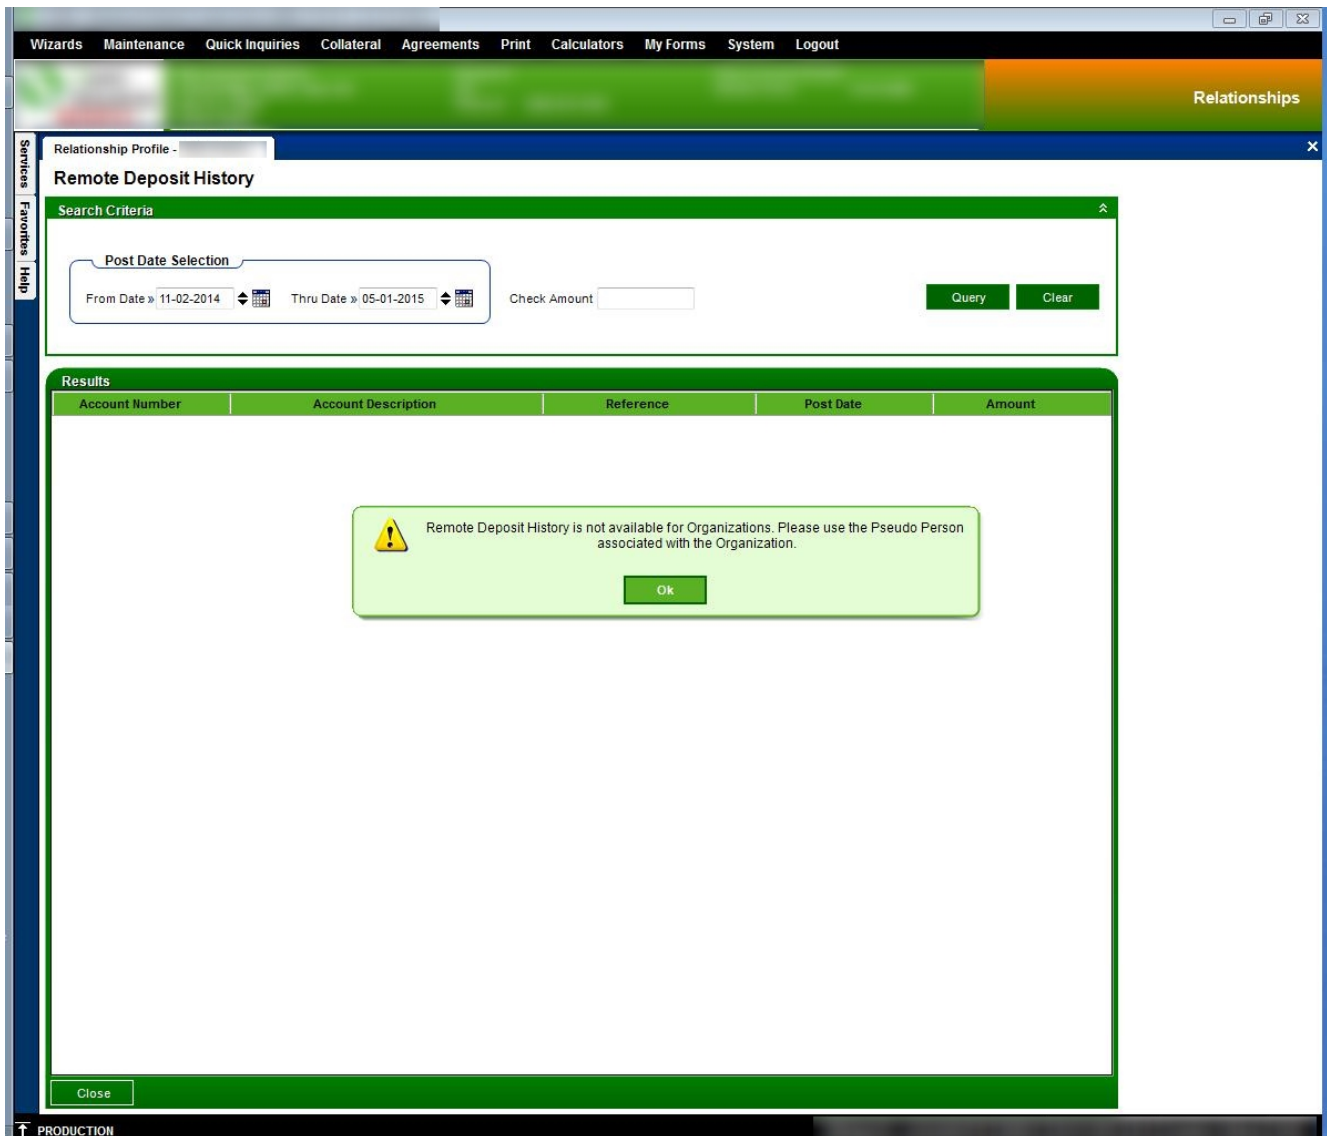 Wizards Maintenance Quick Inquiries Collateral Agreements Print Calculators My Forms System Logout
Relationships
Services
Favorites
Help
Relationship Profile -
Remote Deposit History
Search Criteria
Post Date Selection
From Date » 11-02-2014 Thru Date » 05-01-2015 Check Amount Query Clear
Results
Account Number Account Description Reference Post Date Amount
Remote Deposit History is not available for Organizations. Please use the Pseudo Person
associated with the Organization.
Ok
Close
PRODUCTION